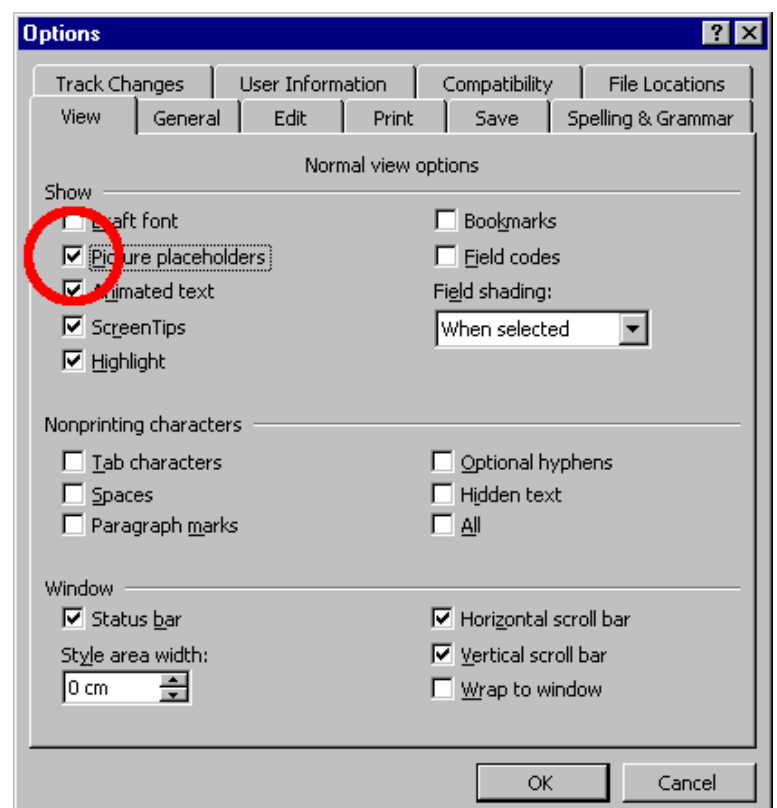 Options
Track Changes User Information Compatibility File Locations
View General Edit Print Save Spelling & Grammar
Normal view options
Show
Draft font Bookmarks
Picture placeholders Field codes
Animated text Field shading:
ScreenTips When selected
Highlight
Nonprinting characters
Tab characters Optional hyphens
Spaces Hidden text
Paragraph marks All
Window
Status bar Horizontal scroll bar
Style area width: Vertical scroll bar
0 cm Wrap to window
OK Cancel